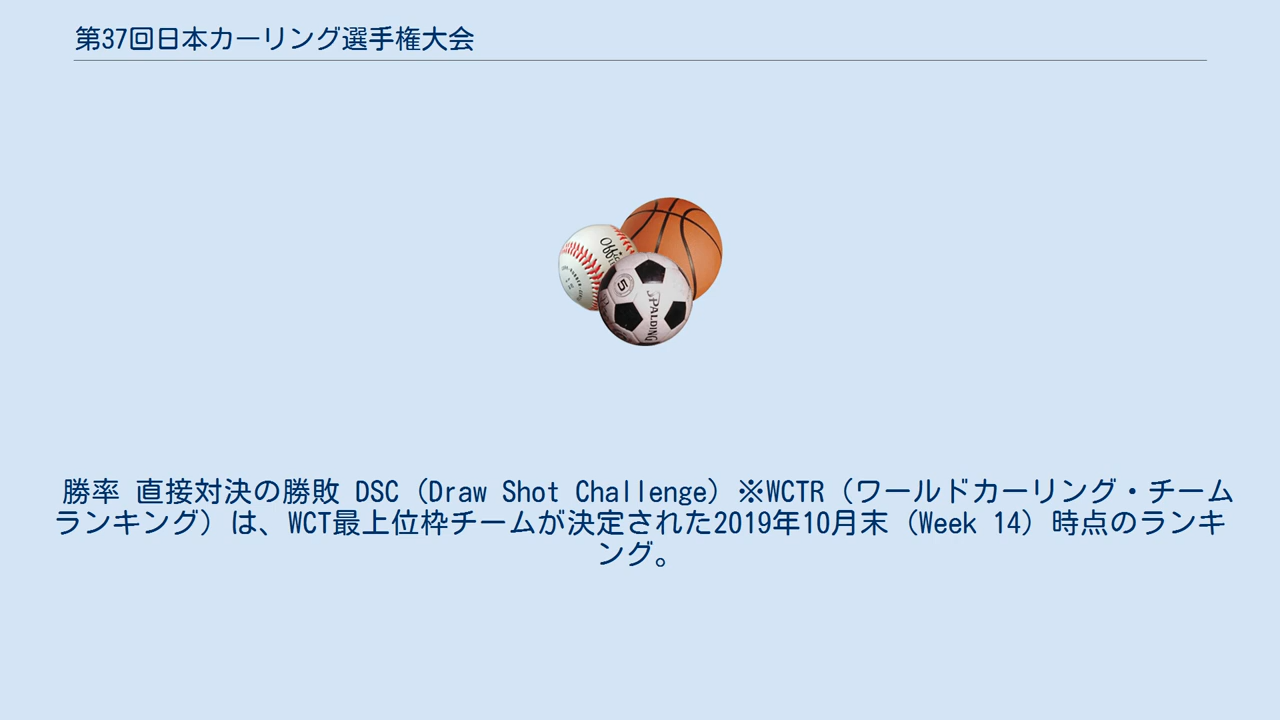 第37回日本カーリング選手権大会
Offic
5
SPALDING
勝率 直接対決の勝敗 DSC (Draw Shot Challenge) ※WCTR (ワールドカーリング・チーム
ランキング) は、WCT最上位枠チームが決定された2019年10月末 (Week 14) 時点のランキ
ング。